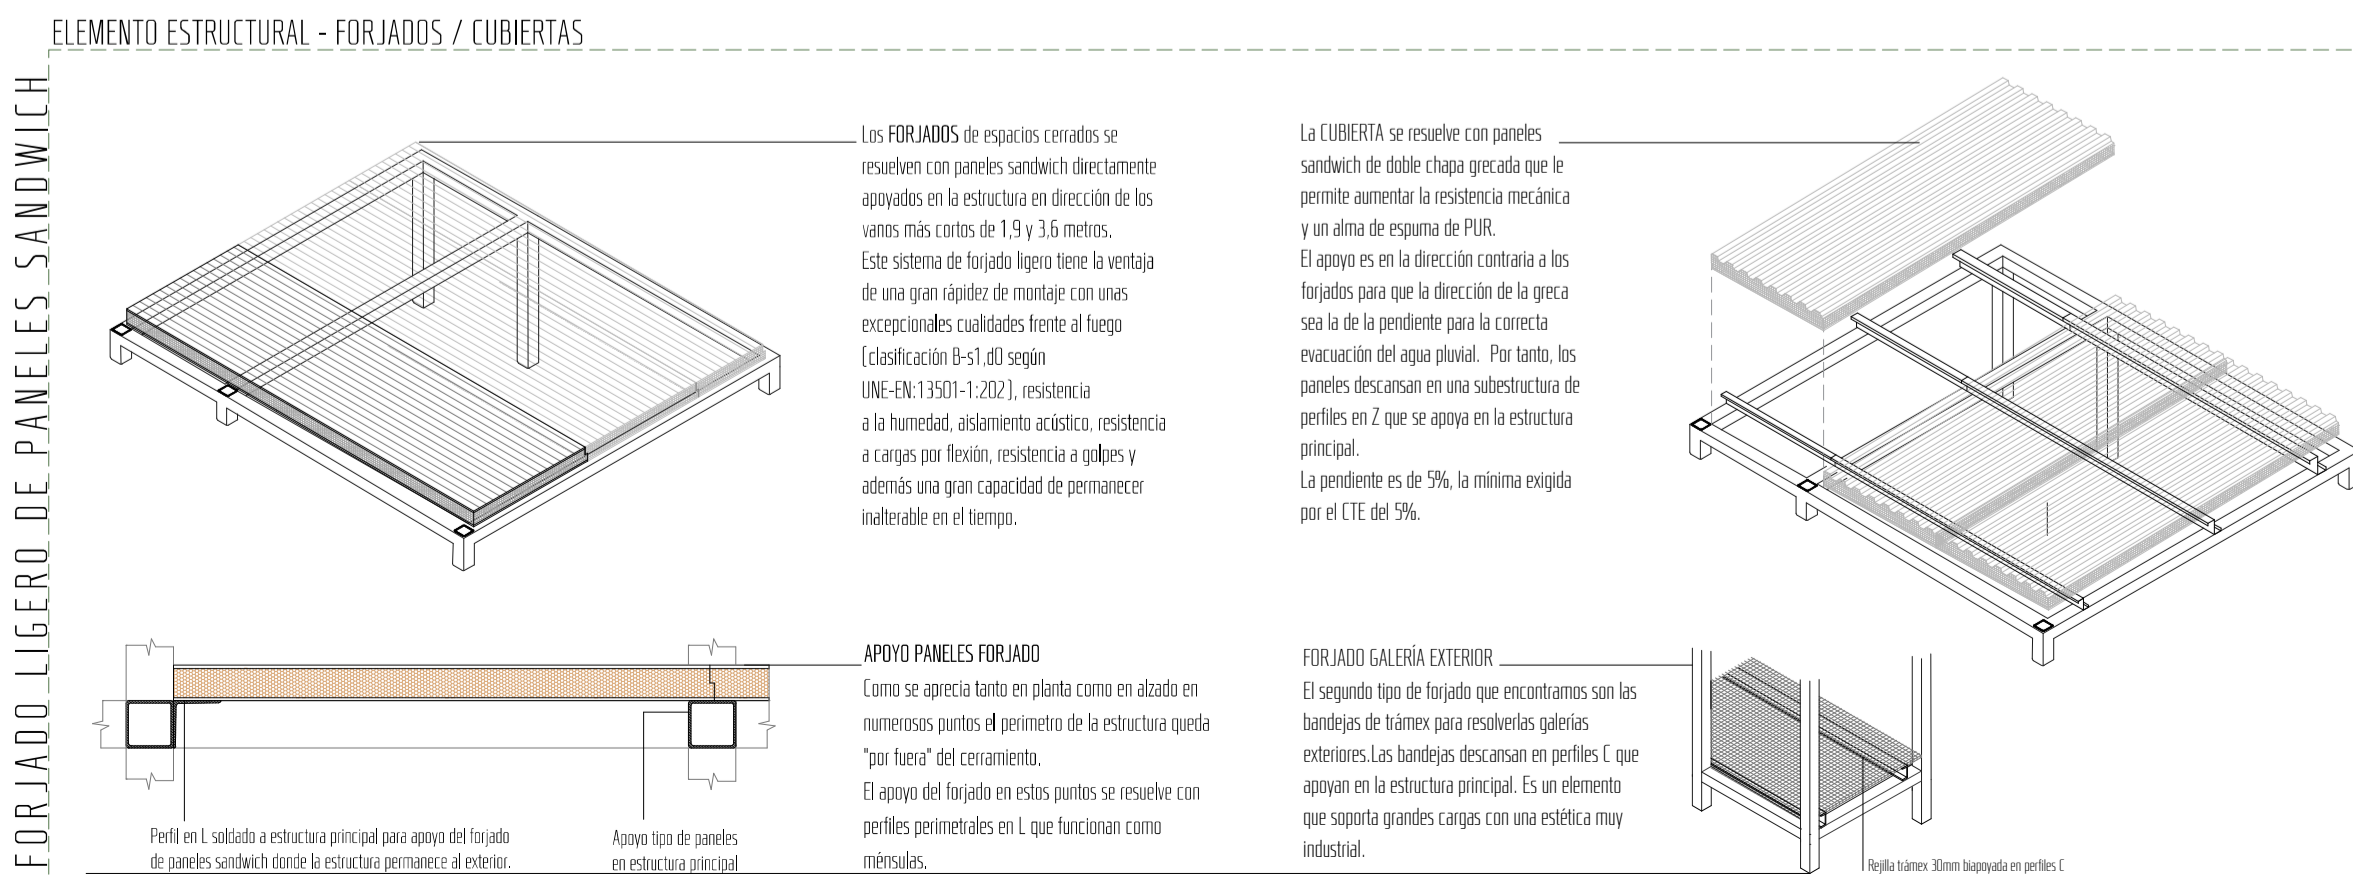 ELEMENTO ESTRUCTURAL - FORJADOS / CUBIERTAS
FORJADO LIGERO DE PANELES SANDWICH
Los FORJADOS de espacios cerrados se
resuelven con paneles sandwich directamente
apoyados en la estructura en dirección de los
vanos más cortos de 1,9 y 3,6 metros.
Este sistema de forjado ligero tiene la ventaja
de una gran rápidez de montaje con unas
excepcionales cualidades frente al fuego
(clasificación B-s1,d0 según
UNE-EN:13501-1:202), resistencia
a la humedad, aislamiento acústico, resistencia
a cargas por flexión, resistencia a golpes y
además una gran capacidad de permanecer
inalterable en el tiempo.
La CUBIERTA se resuelve con paneles
sandwich de doble chapa grecada que le
permite aumentar la resistencia mecánica
y un alma de espuma de PUR.
El apoyo es en la dirección contraria a los
forjados para que la dirección de la greca
sea la de la pendiente para la correcta
evacuación del agua pluvial. Por tanto, los
paneles descansan en una subestructura de
perfiles en Z que se apoya en la estructura
principal.
La pendiente es de 5%, la mínima exigida
por el CTE del 5%.
APOYO PANELES FORJADO
Como se aprecia tanto en planta como en alzado en
numerosos puntos el perimetro de la estructura queda
"por fuera" del cerramiento.
El apoyo del forjado en estos puntos se resuelve con
perfiles perimetrales en L que funcionan como
ménsulas.
Perfil en L soldado a estructura principal para apoyo del forjado
de paneles sandwich donde la estructura permanece al exterior.
Apoyo tipo de paneles
en estructura principal
FORJADO GALERÍA EXTERIOR
El segundo tipo de forjado que encontramos son las
bandejas de trámex para resolverlas galerías
exteriores.Las bandejas descansan en perfiles C que
apoyan en la estructura principal. Es un elemento
que soporta grandes cargas con una estética muy
industrial.
Rejilla trámex 30mm biapoyada en perfiles C